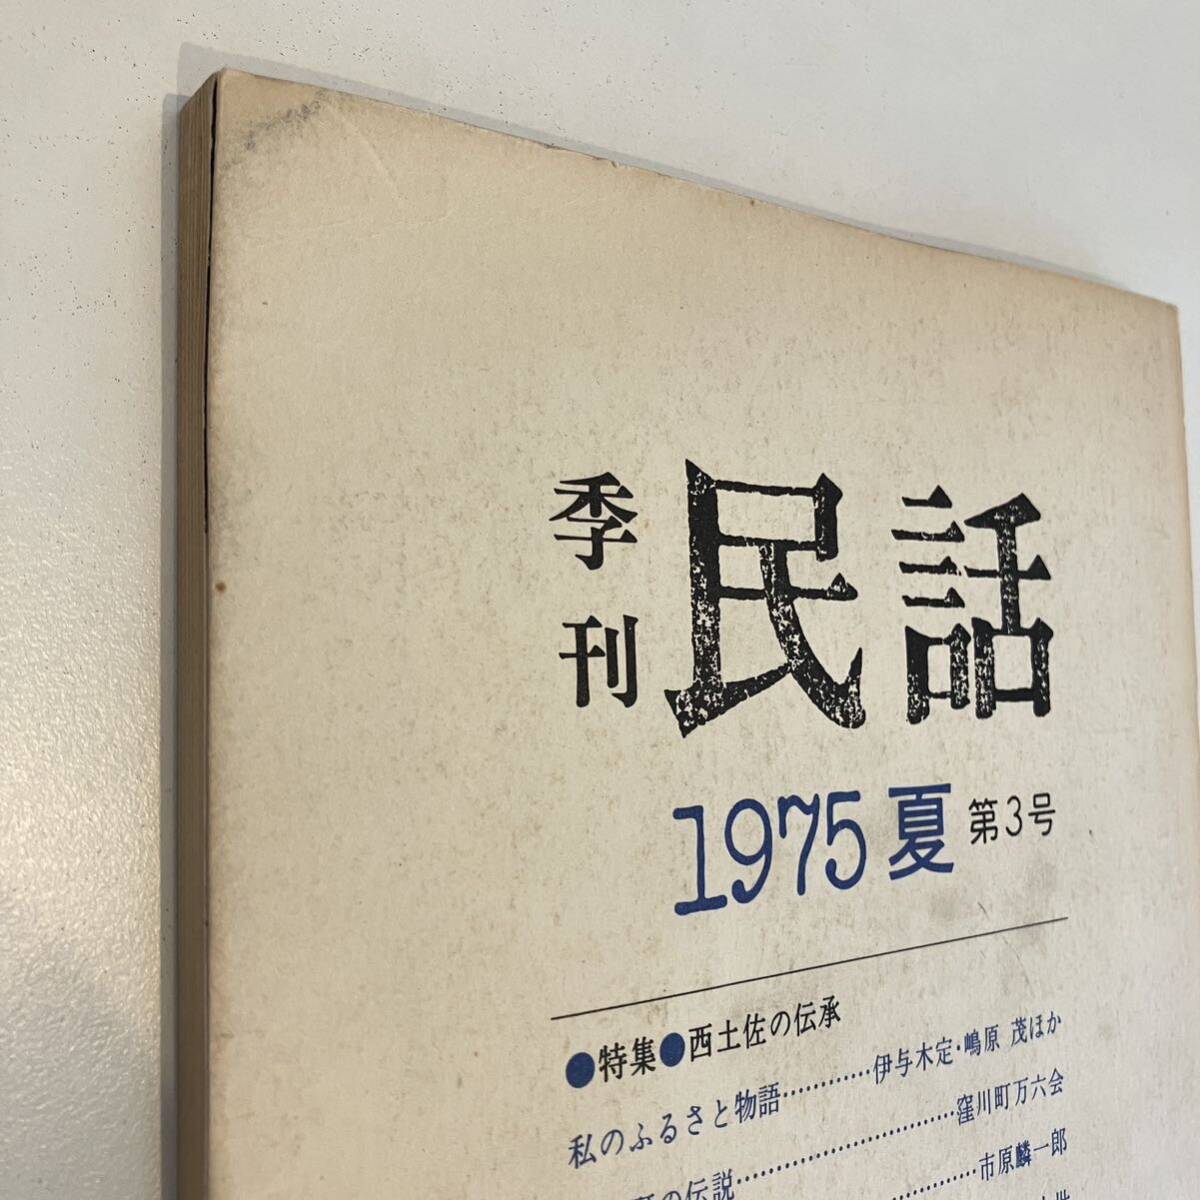 季刊 民話
1975 夏 第3号
●特集●西土佐の伝承
私のふるさと物語…………伊与木定・嶋原 茂ほか
の伝説…………………窪川町万六会
…………市原麟一郎